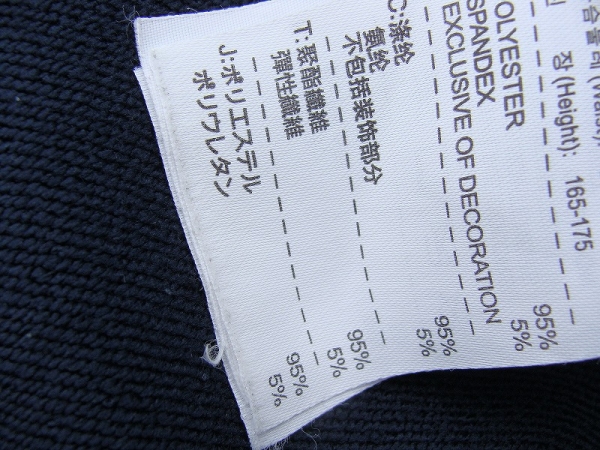 장 (Height): 165-175
POLYESTER 95%
SPANDEX 5%
EXCLUSIVE OF DECORATION
C:涤纶 95%
氨纶 5%
不包括装饰部分
T:聚酯纖維 95%
彈性纖維 5%
J:ポリエステル 95%
ポリウレタン 5%